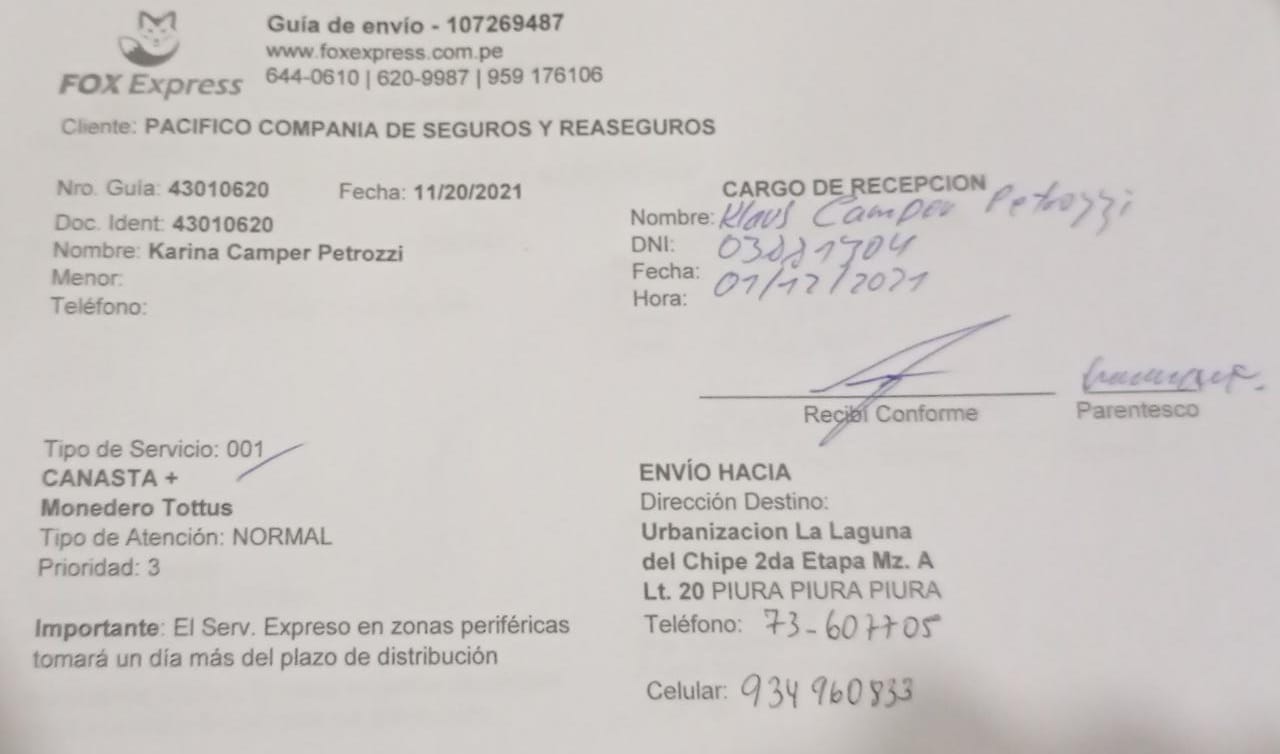 FOX Express
Guía de envío - 107269487
www.foxexpress.com.pe
644-0610 | 620-9987 | 959 176106
Cliente: PACIFICO COMPANIA DE SEGUROS Y REASEGUROS
Nro. Guía: 43010620 Fecha: 11/20/2021
Doc. Ident: 43010620
Nombre: Karina Camper Petrozzi
Menor:
Teléfono:
CARGO DE RECEPCION
Nombre: Klaus Camper Petrozzi
DNI:
Fecha: 01/12/2021
Hora:
Recibí Conforme
Parentesco
Tipo de Servicio: 001
CANASTA +
Monedero Tottus
Tipo de Atención: NORMAL
Prioridad: 3
Importante: El Serv. Expreso en zonas periféricas
tomará un día más del plazo de distribución
ENVÍO HACIA
Dirección Destino:
Urbanizacion La Laguna
del Chipe 2da Etapa Mz. A
Lt. 20 PIURA PIURA PIURA
Teléfono: 73-607705
Celular: 934 960833